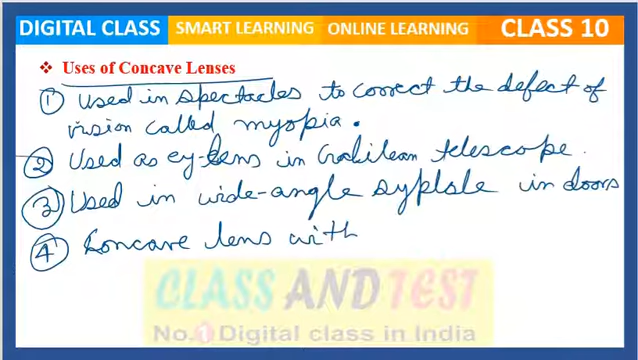 DIGITAL CLASS SMART LEARNING ONLINE LEARNING CLASS 10
❖ Uses of Concave Lenses
① Used in spectacles to correct the defect of
vision called myopia.
② Used as eyelens in Galilean telescope.
③ Used in wide-angle in doors
④ Concave lens with
CLASS AND TEST
No.1 Digital class in India